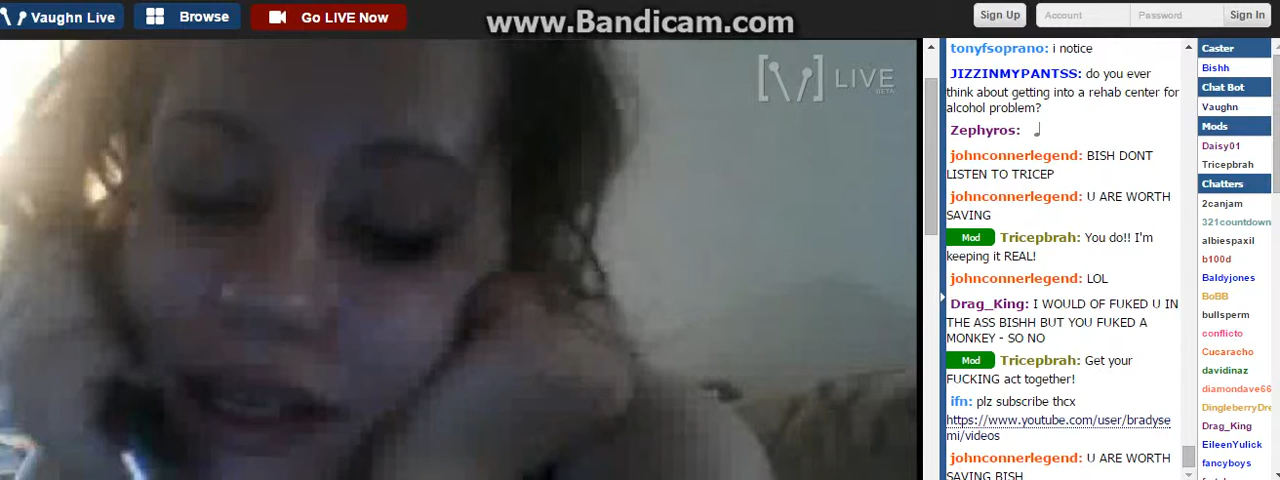 Vaughn Live Browse Go LIVE Now www.Bandicam.com Sign Up Account Password Sign In
[\/] LIVE
BETA
tonyfsoprano: i notice
JIZZINMYPANTSS: do you ever
think about getting into a rehab center for
alcohol problem?
Zephyros: ♩
johnconnerlegend: BISH DONT
LISTEN TO TRICEP
johnconnerlegend: U ARE WORTH
SAVING
Mod Tricepbrah: You do!! I'm
keeping it REAL!
johnconnerlegend: LOL
Drag_King: I WOULD OF FUKED U IN
THE ASS BISHH BUT YOU FUKED A
MONKEY - SO NO
Mod Tricepbrah: Get your
FUCKING act together!
ifn: plz subscribe thcx
https://www.youtube.com/user/bradyse
mi/videos
johnconnerlegend: U ARE WORTH
SAVING BISH
Caster
Bishh
Chat Bot
Vaughn
Mods
Daisy01
Tricepbrah
Chatters
2canjam
321countdown
albiespaxil
b100d
Baldyjones
BoBB
bullsperm
conflicto
Cucaracho
davidinaz
diamondave66
DingleberryDre
Drag_King
EileenYulick
fancyboys